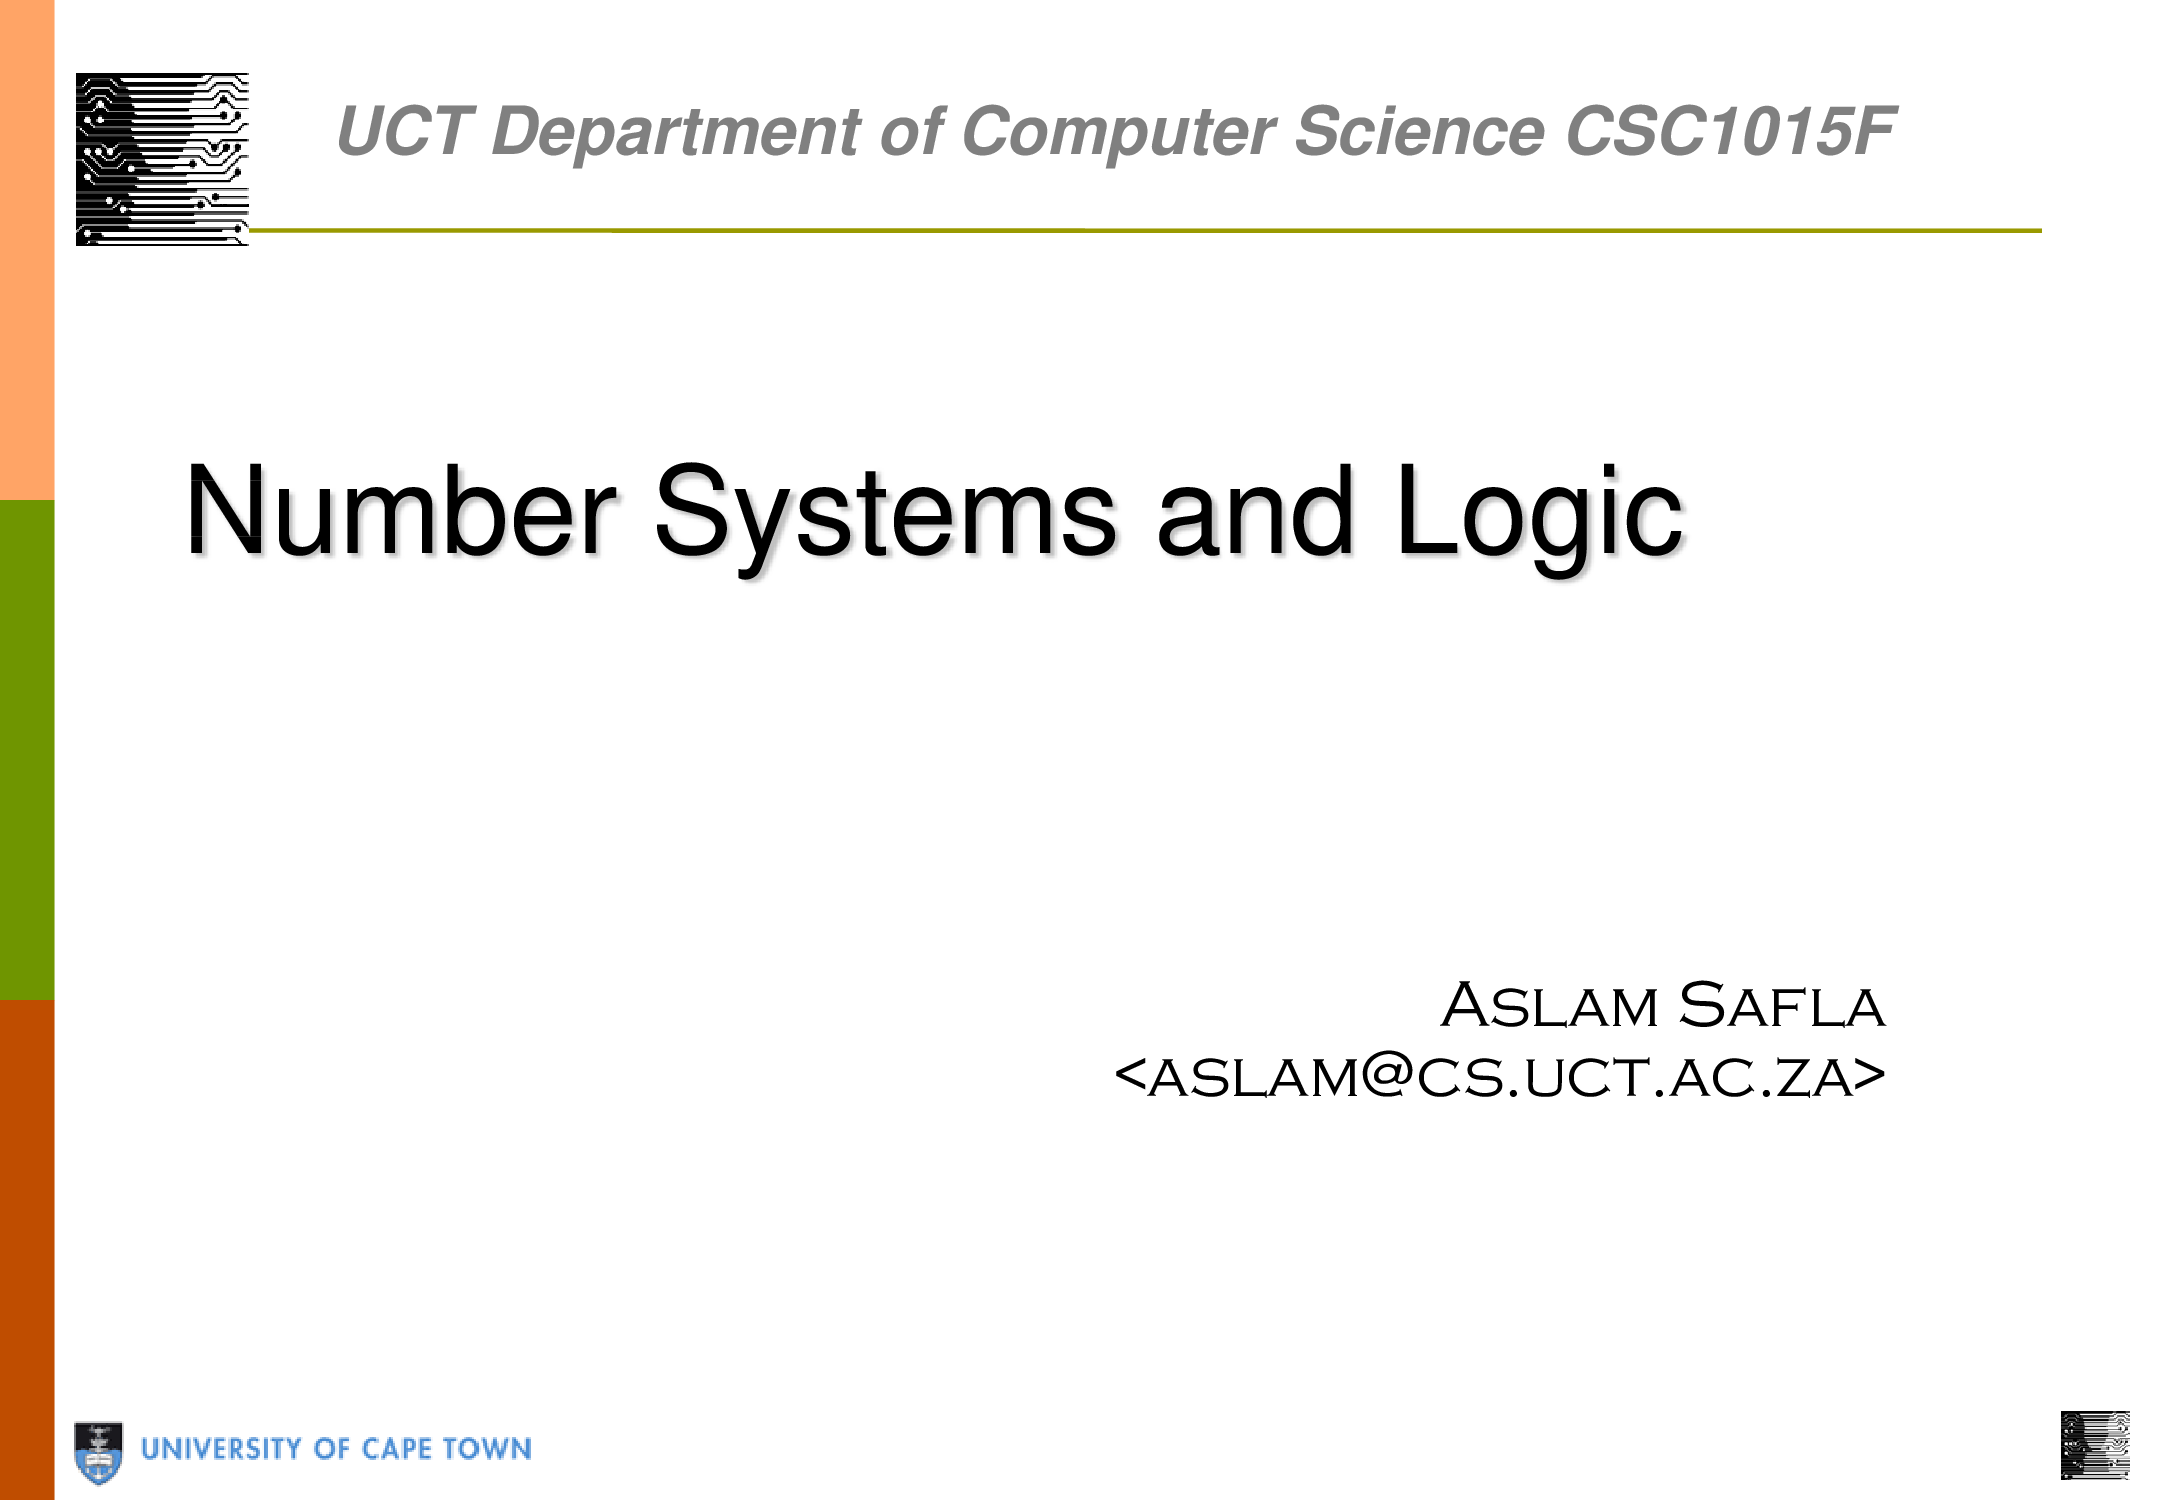 UCT Department of Computer Science CSC1015F
Number Systems and Logic
Aslam Safla
<aslam@cs.uct.ac.za>
UNIVERSITY OF CAPE TOWN